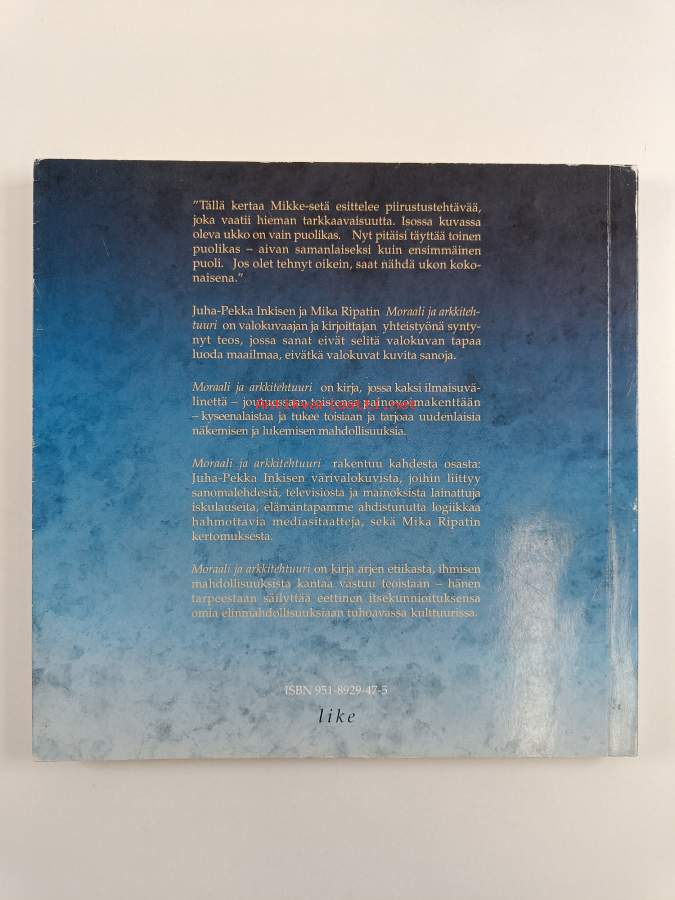 "Tällä kertaa Mikke-setä esittelee piirustustehtävää,
joka vaatii hieman tarkkaavaisuutta. Isossa kuvassa
oleva ukko on vain puolikas. Nyt pitäisi täyttää toinen
puolikas – aivan samanlaiseksi kuin ensimmäinen
puoli. Jos olet tehnyt oikein, saat nähdä ukon koko-
naisena."
Juha-Pekka Inkisen ja Mika Ripatin Moraali ja arkkiteh-
tuuri on valokuvaajan ja kirjoittajan yhteistyönä synty-
nyt teos, jossa sanat eivät selitä valokuvan tapaa
luoda maailmaa, eivätkä valokuvat kuvita sanoja.
Moraali ja arkkitehtuuri on kirja, jossa kaksi ilmaisuvä-
linettä – joutuessaan toistensa painovoimakenttään
– kyseenalaistaa ja tukee toisiaan ja tarjoaa uudenlaisia
näkemisen ja lukemisen mahdollisuuksia.
Moraali ja arkkitehtuuri rakentuu kahdesta osasta:
Juha-Pekka Inkisen värivalokuvista, joihin liittyy
sanomalehdestä, televisiosta ja mainoksista lainattuja
iskulauseita, elämäntapamme ahdistunutta logiikkaa
hahmottavia mediasitaatteja, sekä Mika Ripatin
kertomuksesta.
Moraali ja arkkitehtuuri on kirja arjen etiikasta, ihmisen
mahdollisuuksista kantaa vastuu teoistaan – hänen
tarpeestaan säilyttää eettinen itsekunnioituksensa
omia elinmahdollisuuksiaan tuhoavassa kulttuurissa.
ISBN 951-8929-47-5
like